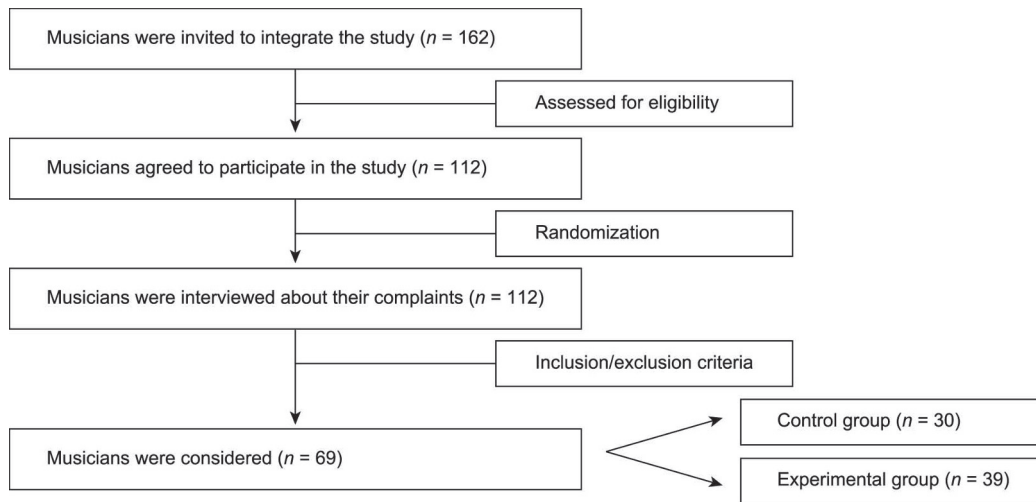 Musicians were invited to integrate the study (n = 162)
Assessed for eligibility
Musicians agreed to participate in the study (n = 112)
Randomization
Musicians were interviewed about their complaints (n = 112)
Inclusion/exclusion criteria
Musicians were considered (n = 69)
Control group (n = 30)
Experimental group (n = 39)